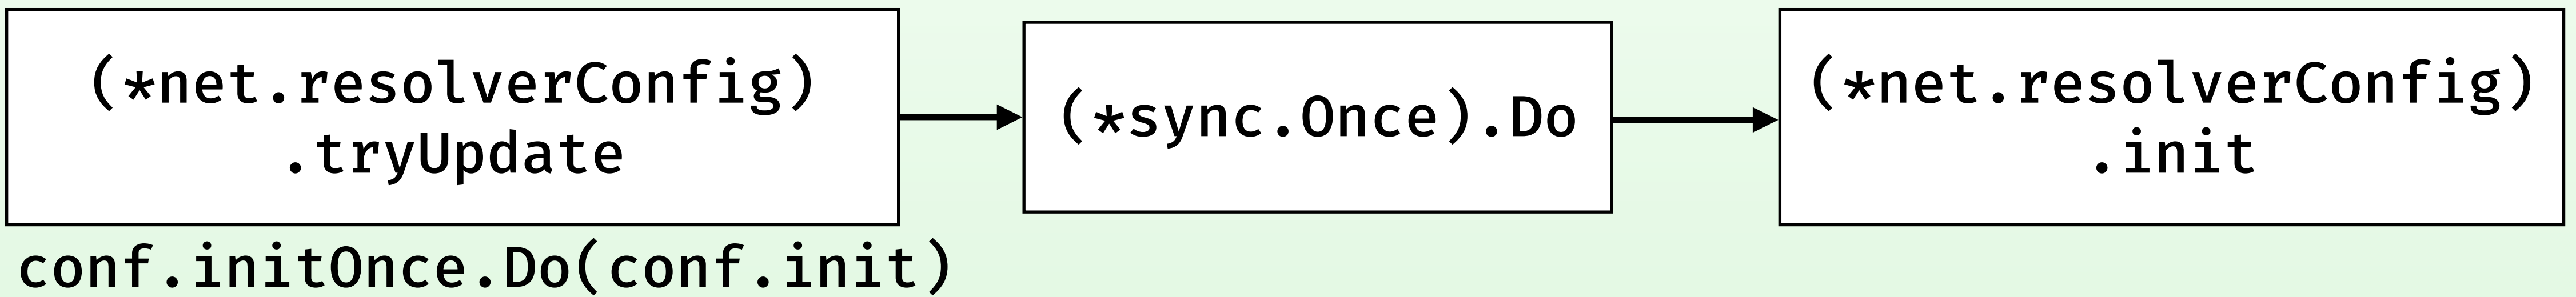 (*net.resolverConfig)
.tryUpdate
(*sync.Once).Do
(*net.resolverConfig)
.init
conf.initOnce.Do(conf.init)